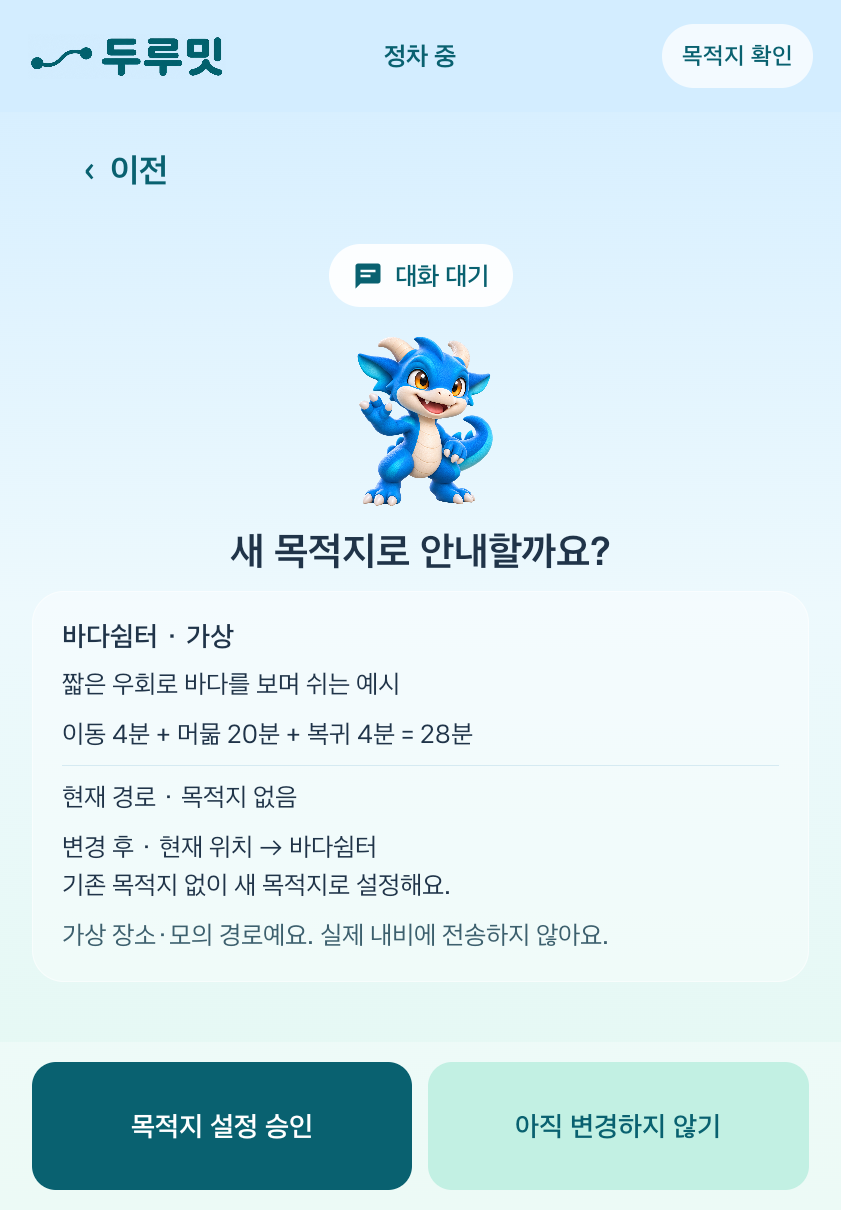 두루밋
정차 중
목적지 확인
‹ 이전
대화 대기
새 목적지로 안내할까요?
바다쉼터 · 가상
짧은 우회로 바다를 보며 쉬는 예시
이동 4분 + 머묾 20분 + 복귀 4분 = 28분
현재 경로 · 목적지 없음
변경 후 · 현재 위치 → 바다쉼터
기존 목적지 없이 새 목적지로 설정해요.
가상 장소·모의 경로예요. 실제 내비에 전송하지 않아요.
목적지 설정 승인
아직 변경하지 않기